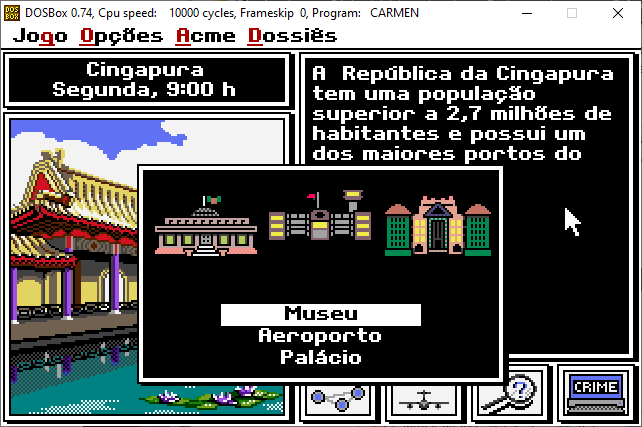 DOSBox 0.74, Cpu speed: 10000 cycles, Frameskip 0, Program: CARMEN
Jogo Opções Acme Dossiês
Cingapura
Segunda, 9:00 h
A República da Cingapura
tem uma população
superior a 2,7 milhões de
habitantes e possui um
dos maiores portos do
Museu
Aeroporto
Palácio
CRIME